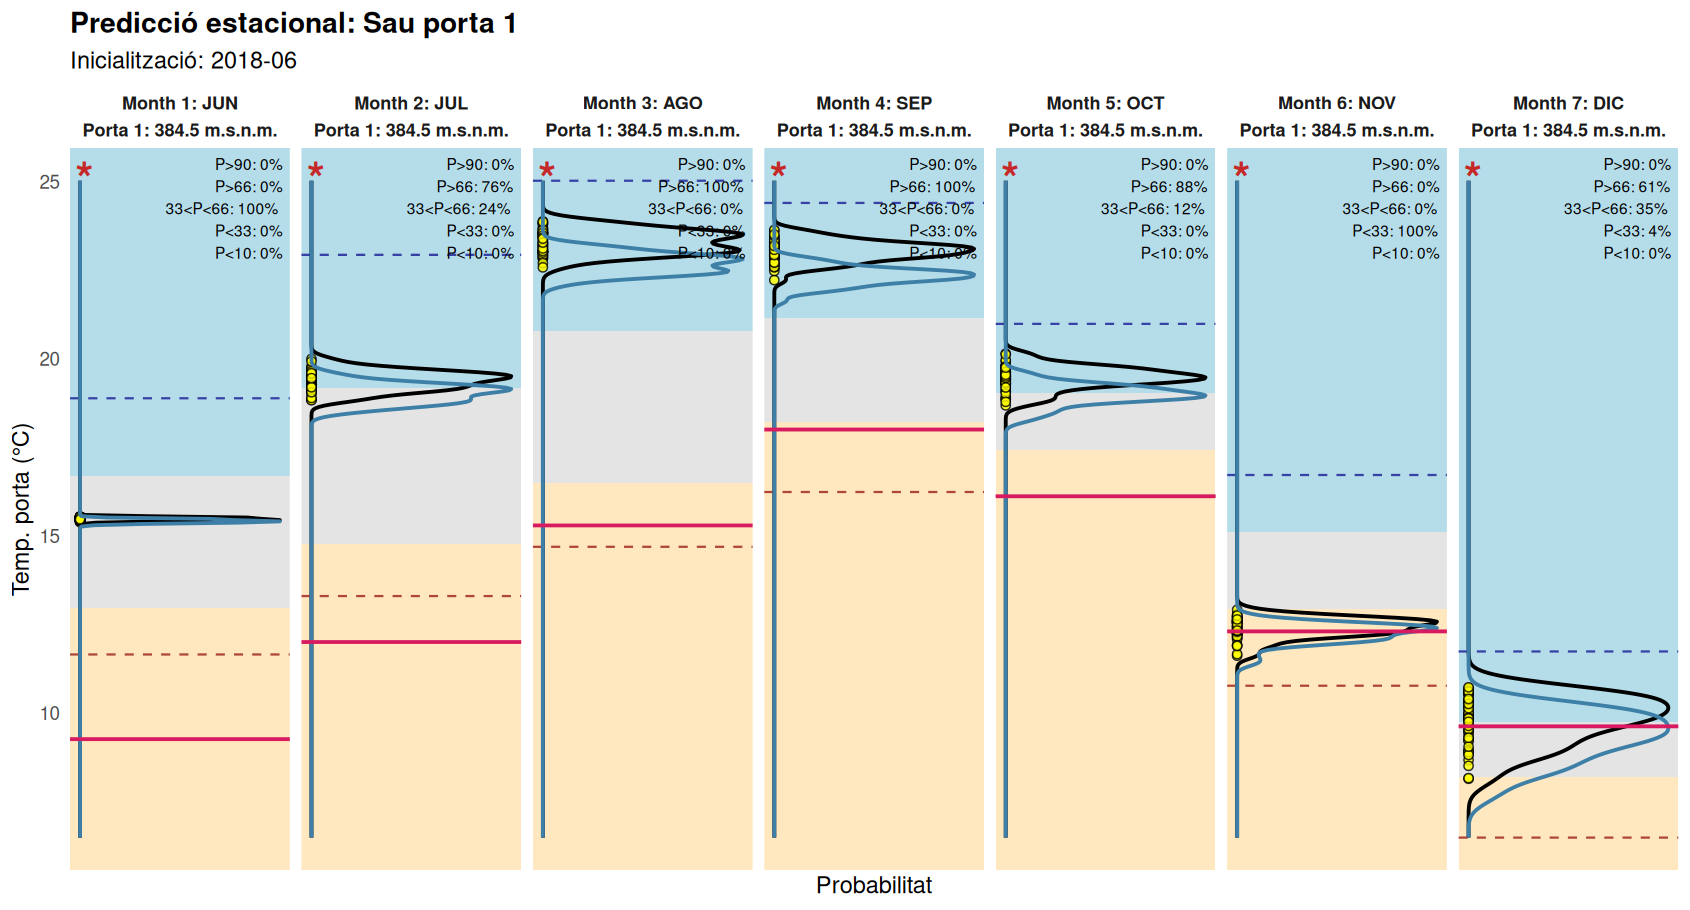 Predicció estacional: Sau porta 1
Inicialització: 2018-06
Month 1: JUN
Porta 1: 384.5 m.s.n.m.
Month 2: JUL
Porta 1: 384.5 m.s.n.m.
Month 3: AGO
Porta 1: 384.5 m.s.n.m.
Month 4: SEP
Porta 1: 384.5 m.s.n.m.
Month 5: OCT
Porta 1: 384.5 m.s.n.m.
Month 6: NOV
Porta 1: 384.5 m.s.n.m.
Month 7: DIC
Porta 1: 384.5 m.s.n.m.
*
P>90: 0%
P>66: 0%
33<P<66: 100%
P<33: 0%
P<10: 0%
*
P>90: 0%
P>66: 76%
33<P<66: 24%
P<33: 0%
P<10: 0%
*
P>90: 0%
P>66: 100%
33<P<66: 0%
P<33: 0%
P<10: 0%
*
P>90: 0%
P>66: 100%
33<P<66: 0%
P<33: 0%
P<10: 0%
*
P>90: 0%
P>66: 88%
33<P<66: 12%
P<33: 0%
P<10: 0%
*
P>90: 0%
P>66: 0%
33<P<66: 0%
P<33: 100%
P<10: 0%
*
P>90: 0%
P>66: 61%
33<P<66: 35%
P<33: 4%
P<10: 0%
25
20
15
10
Temp. porta (°C)
Probabilitat